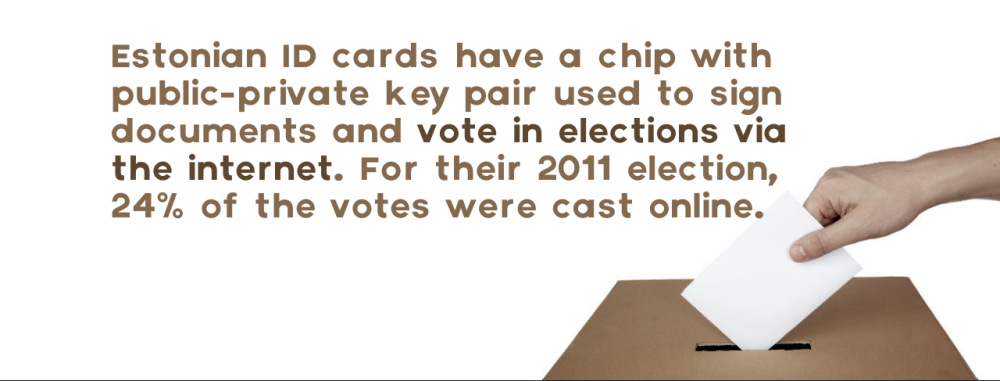 Estonian ID cards have a chip with
public-private key pair used to sign
documents and vote in elections via
the internet. For their 2011 election,
24% of the votes were cast online.